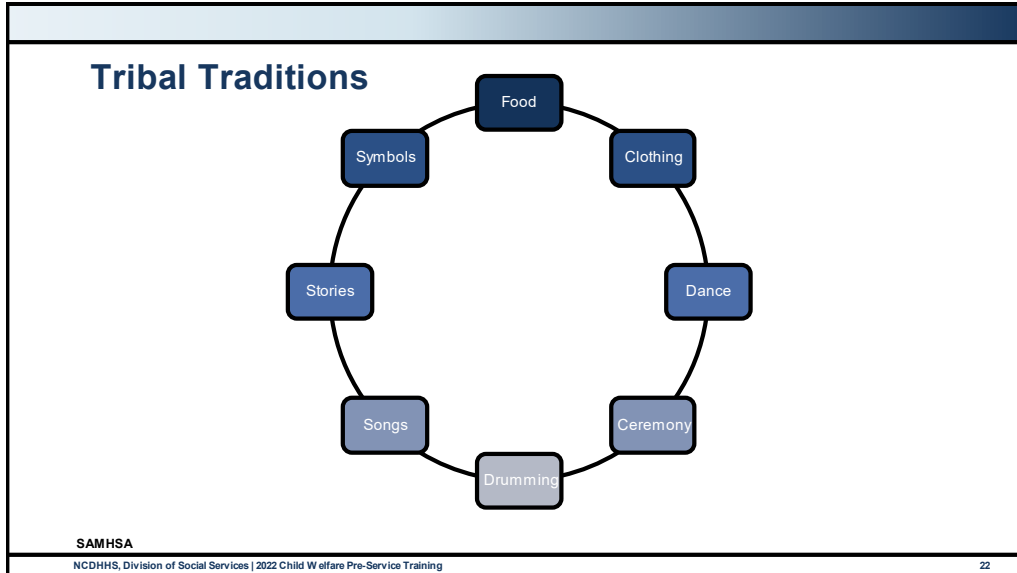 Tribal Traditions
Food
Clothing
Dance
Ceremony
Drumming
Songs
Stories
Symbols
SAMHSA
NCDHHS, Division of Social Services | 2022 Child Welfare Pre-Service Training 22